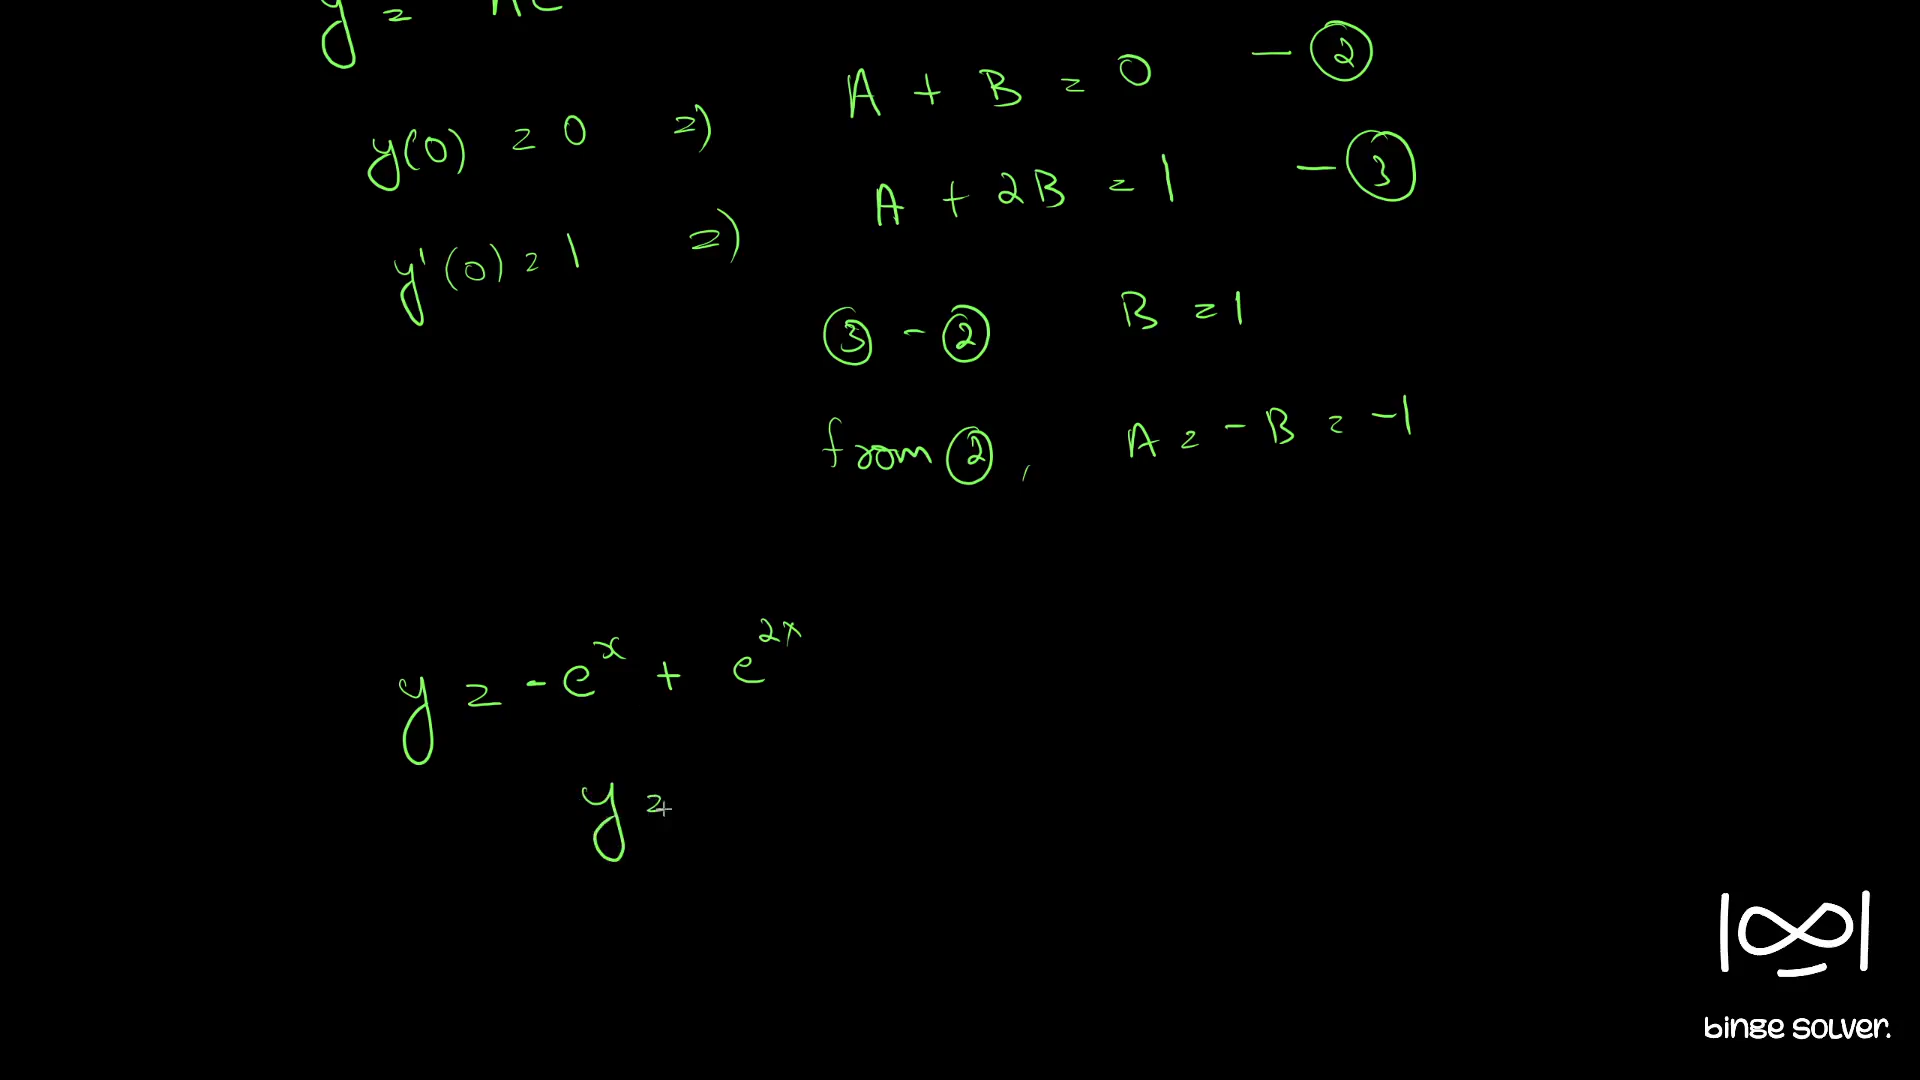 y =
y(0) = 0 => A + B = 0 - ②
y'(0) = 1 => A + 2B = 1 - ③
③ - ② B = 1
from ②, A = - B = -1
y = - e^x + e^{2x}
y =
binge solver.